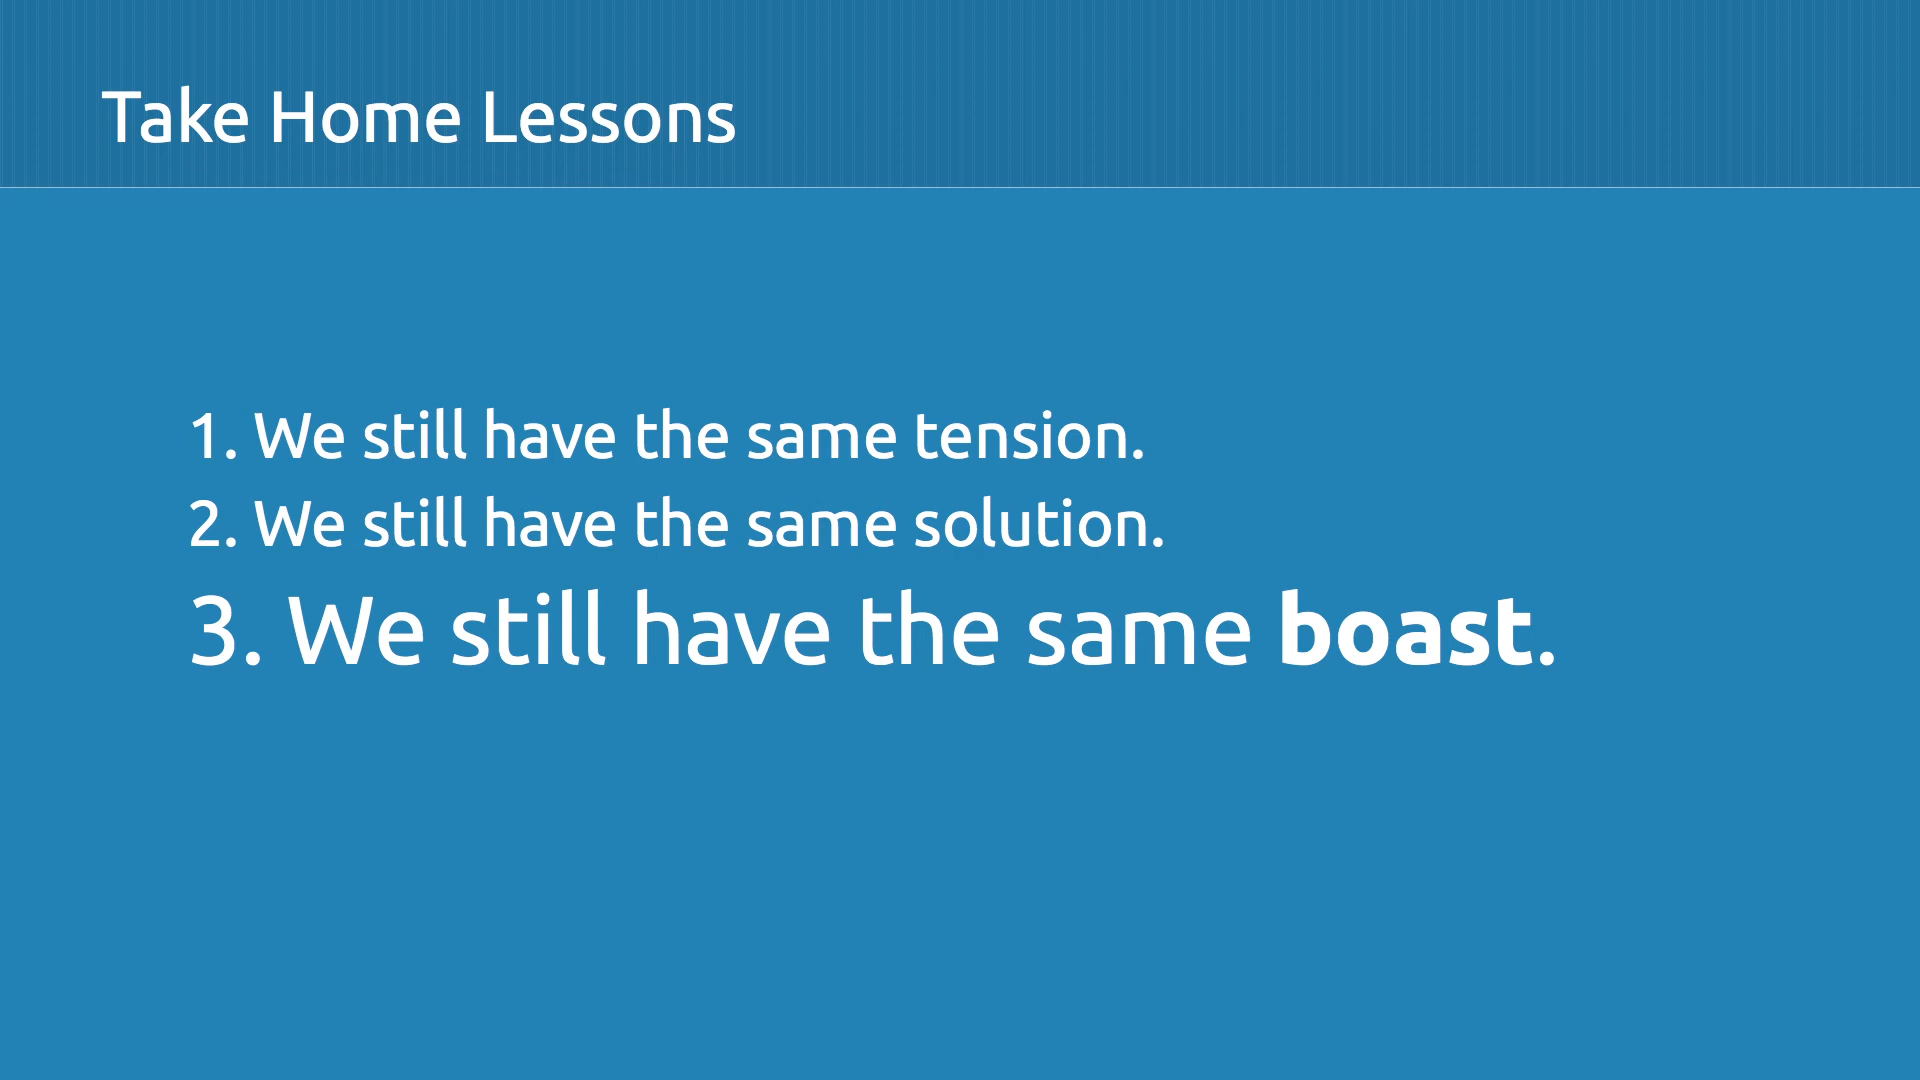 Take Home Lessons
1. We still have the same tension.
2. We still have the same solution.
3. We still have the same boast.